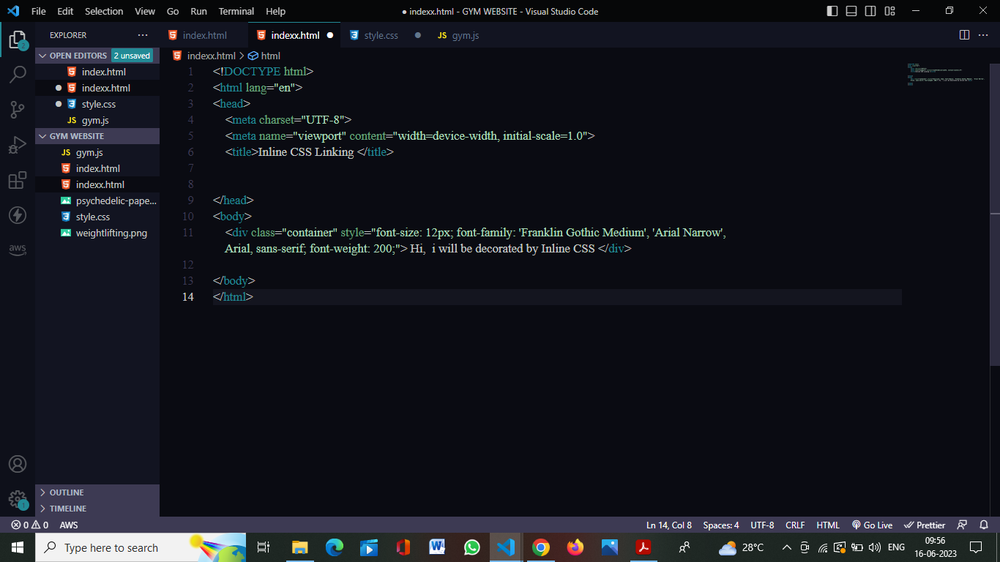 File Edit Selection View Go Run Terminal Help
● indexx.html - GYM WEBSITE - Visual Studio Code
EXPLORER
OPEN EDITORS 2 unsaved
index.html
indexx.html
style.css
JS gym.js
GYM WEBSITE
JS gym.js
index.html
indexx.html
psychedelic-pape...
style.css
weightlifting.png
OUTLINE
TIMELINE
2
aws
1
index.html indexx.html style.css JS gym.js
indexx.html > html
1 <!DOCTYPE html>
2 <html lang="en">
3 <head>
4 <meta charset="UTF-8">
5 <meta name="viewport" content="width=device-width, initial-scale=1.0">
6 <title>Inline CSS Linking </title>
7
8
9 </head>
10 <body>
11 <div class="container" style="font-size: 12px; font-family: 'Franklin Gothic Medium', 'Arial Narrow',
Arial, sans-serif; font-weight: 200;"> Hi,  i will be decorated by Inline CSS </div>
12
13 </body>
14 </html>
0 0 AWS
Ln 14, Col 8 Spaces: 4 UTF-8 CRLF HTML Go Live Prettier
Type here to search
28°C
ENG
09:56
16-06-2023